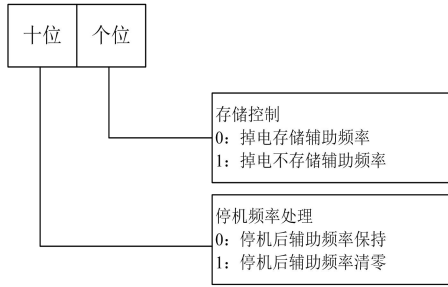 十位 个位
存储控制
0：掉电存储辅助频率
1：掉电不存储辅助频率
停机频率处理
0：停机后辅助频率保持
1：停机后辅助频率清零